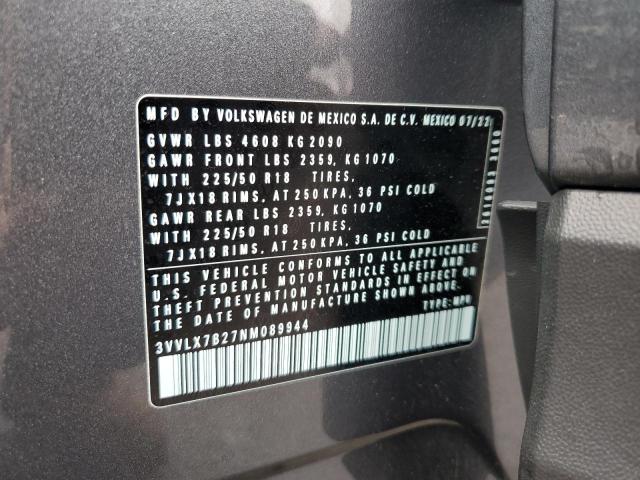 MFD BY VOLKSWAGEN DE MEXICO S.A. DE C.V. MEXICO 07/22
GVWR LBS 4608 KG 2090
GAWR FRONT LBS 2359, KG 1070
WITH 225/50 R18 TIRES,
7JX18 RIMS, AT 250 KPA, 36 PSI COLD
GAWR REAR LBS 2359, KG 1070
WITH 225/50 R18 TIRES,
7JX18 RIMS, AT 250 KPA, 36 PSI COLD
THIS VEHICLE CONFORMS TO ALL APPLICABLE
U.S. FEDERAL MOTOR VEHICLE SAFETY AND
THEFT PREVENTION STANDARDS IN EFFECT ON
THE DATE OF MANUFACTURE SHOWN ABOVE.
TYPE: MPV
3VVLX7B27NM089944